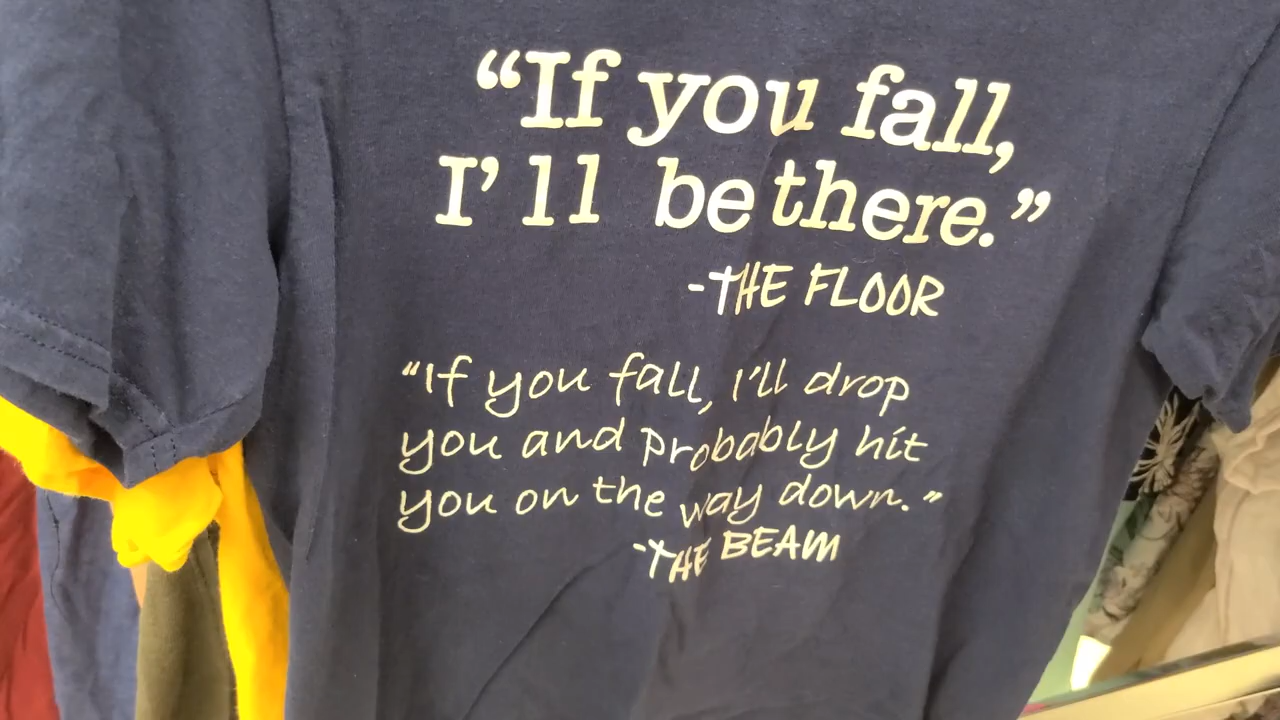 “If you fall,
I’ll be there.”
-THE FLOOR
“If you fall, I’ll drop
you and probably hit
you on the way down.”
-THE BEAM